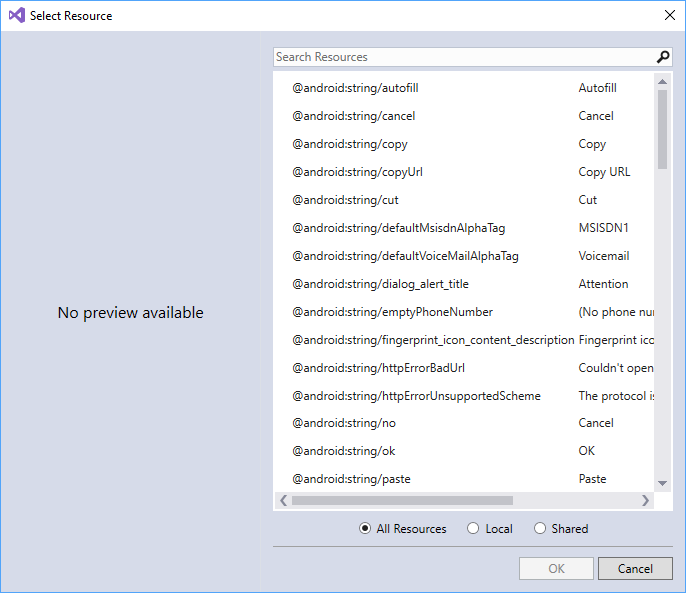 Select Resource
Search Resources
@android:string/autofill Autofill
@android:string/cancel Cancel
@android:string/copy Copy
@android:string/copyUrl Copy URL
@android:string/cut Cut
@android:string/defaultMsisdnAlphaTag MSISDN1
@android:string/defaultVoiceMailAlphaTag Voicemail
@android:string/dialog_alert_title Attention
No preview available
@android:string/emptyPhoneNumber (No phone nu
@android:string/fingerprint_icon_content_description Fingerprint ico
@android:string/httpErrorBadUrl Couldn't open
@android:string/httpErrorUnsupportedScheme The protocol i
@android:string/no Cancel
@android:string/ok OK
@android:string/paste Paste
All Resources Local Shared
OK Cancel